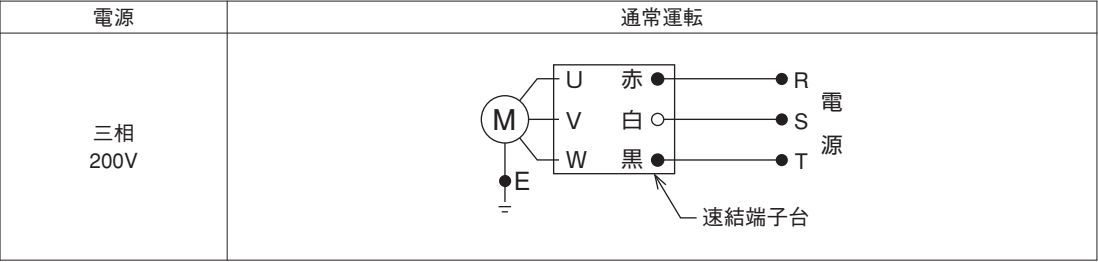 電源
通常運転
三相
200V
M
U 赤 R
V 白 S
W 黒 T
電源
E
速結端子台